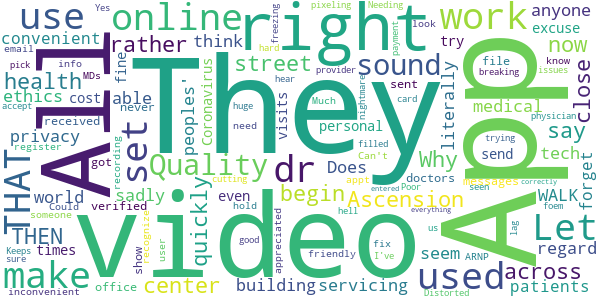 use online right work anyone
Yes pixeling Needing
freezing look excuse
convenient rather think hard payment try now
email info street sound file
pick MDs fine Coronavirus hear provider breaking know
health able nightmare sent literally issues
accept cost never peoples' visits huge Much card medical close
ethics set They App
All received personal trying physician
privacy got recording Quality dr need filled Can't Why send say
register Does doctors tech
THAT world sadly cutting begin appt entered Poor messages seen correctly forget
Could verified even Ascension everything
someone quickly hold hell us WALK
THEN recognize video seem ARNP regard
times show user good appreciated friendly fix I've used lag across Let
make Keeps sure center building servicing foem patients
inconvenient office Distorted